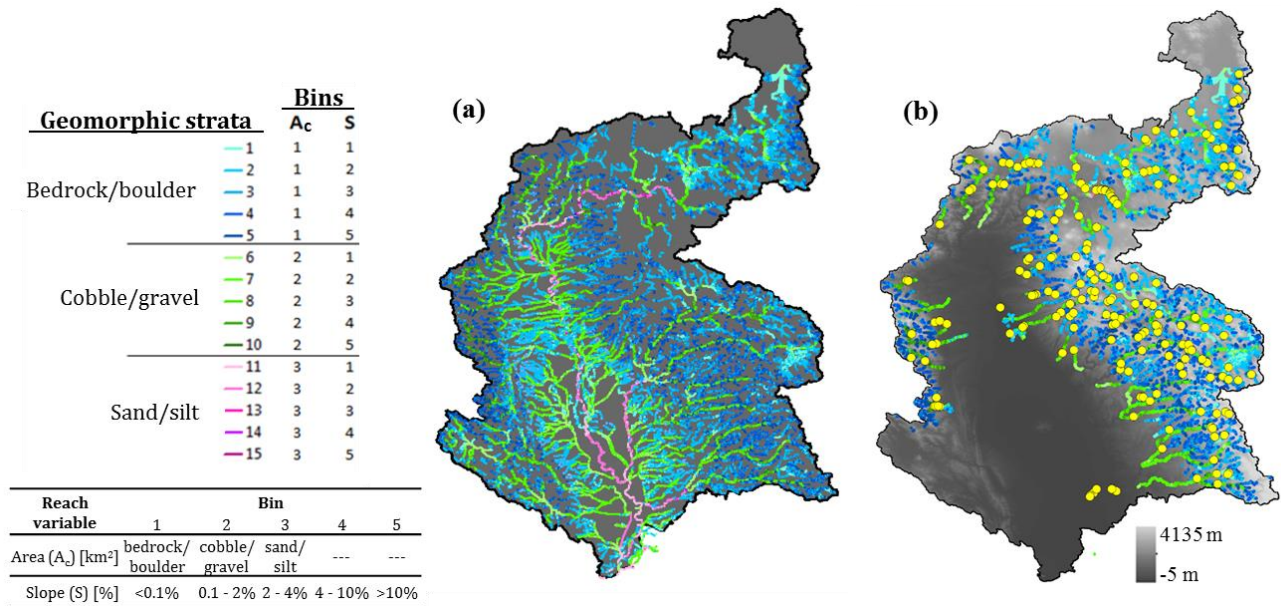 Bins
Geomorphic strata Ac S
1 1 1
2 1 2
Bedrock/boulder 3 1 3
4 1 4
5 1 5
6 2 1
7 2 2
Cobble/gravel 8 2 3
9 2 4
10 2 5
11 3 1
12 3 2
Sand/silt 13 3 3
14 3 4
15 3 5
Reach variable Bin
1 2 3 4 5
Area (Ac) [km²] bedrock/boulder cobble/gravel sand/silt --- ---
Slope (S) [%] <0.1% 0.1 - 2% 2 - 4% 4 - 10% >10%
(a)
(b)
4135 m
-5 m